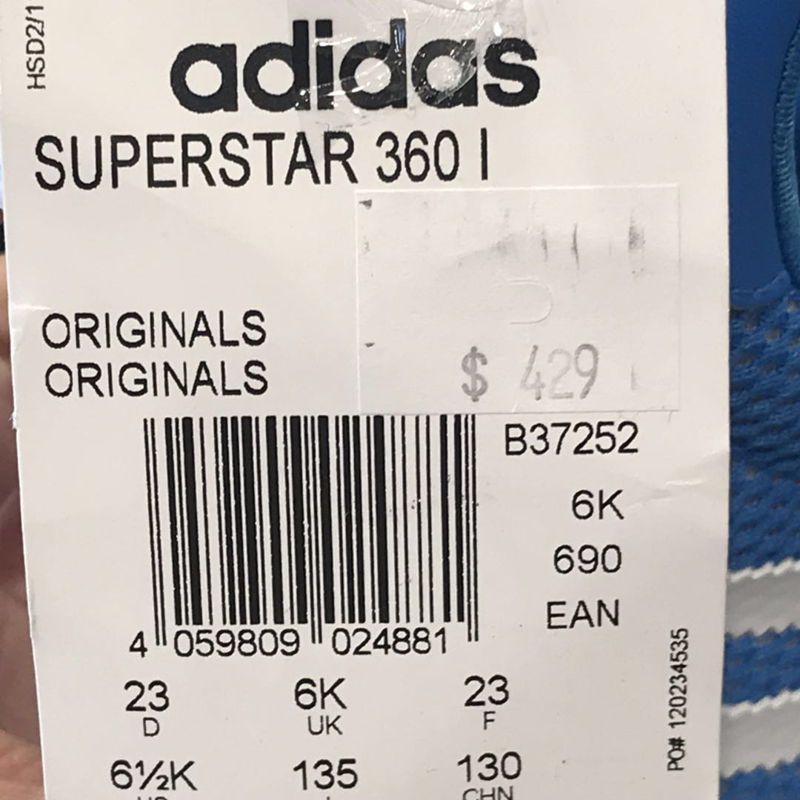 HSD2/1
adidas
SUPERSTAR 360 I
ORIGINALS
ORIGINALS
$ 429
B37252
6K
690
EAN
4 059809 024881
23 6K 23
D UK F
6½K 135 130
CHN
PO# 120234535